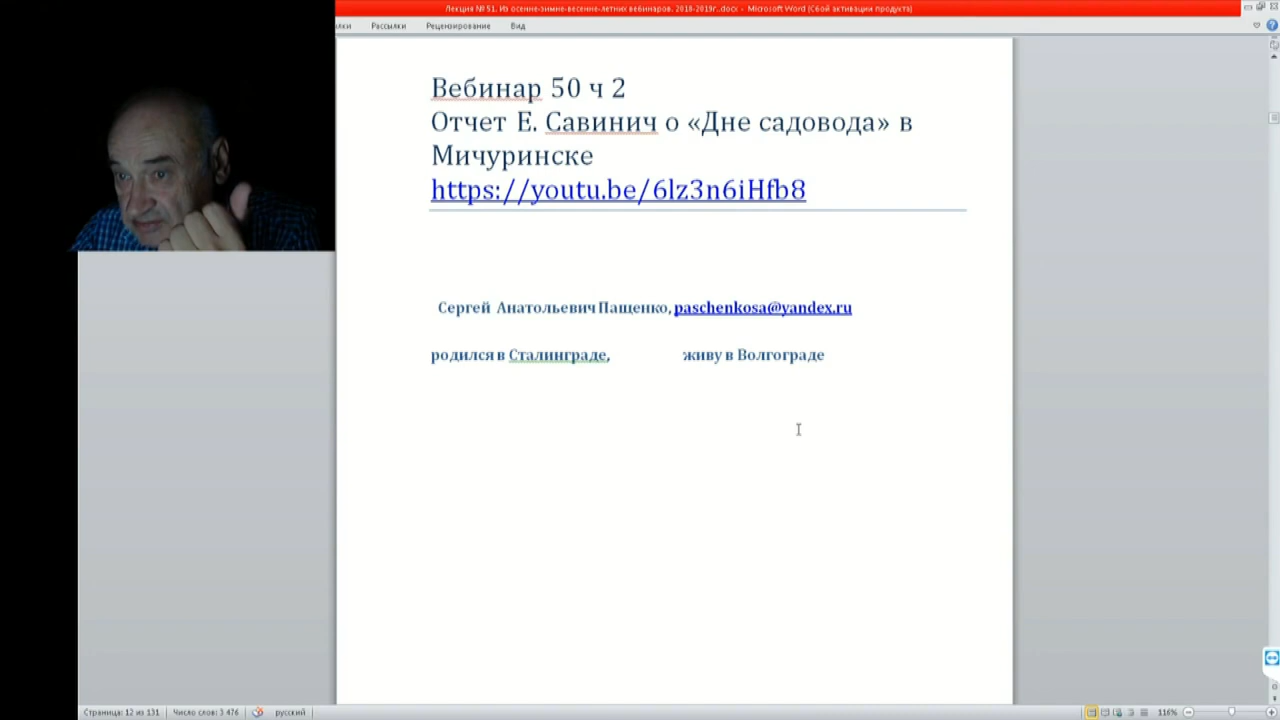 Лекция № 51. Из осенне-зимне-весенне-летних вебинаров. 2018-2019г..docx - Microsoft Word (Сбой активации продукта)
Рассылки Рецензирование Вид
Вебинар 50 ч 2
Отчет Е. Савинич о «Дне садовода» в
Мичуринске
https://youtu.be/6lz3n6iHfb8
Сергей Анатольевич Пащенко, paschenkosa@yandex.ru
родился в Сталинграде, живу в Волгограде
Страница: 12 из 131 Число слов: 3 476 русский 116%